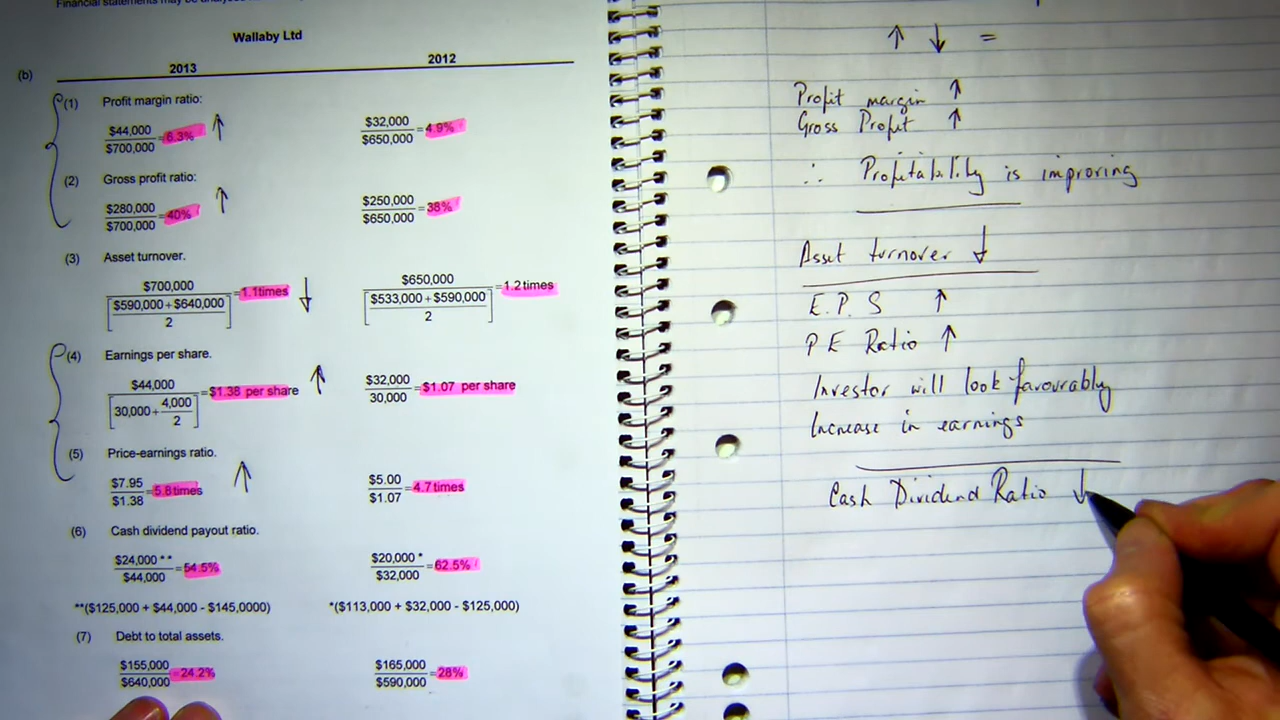 Financial statements may be
Wallaby Ltd
2013 2012
(b)
(1) Profit margin ratio:
$44,000 / $700,000 = 6.3% ↑ $32,000 / $650,000 = 4.9%
(2) Gross profit ratio:
$280,000 / $700,000 = 40% ↑ $250,000 / $650,000 = 38%
(3) Asset turnover.
$700,000 / [($590,000 + $640,000) / 2] = 1.1times ↓ $650,000 / [($533,000 + $590,000) / 2] = 1.2times
(4) Earnings per share.
$44,000 / [30,000 + 4,000 / 2] = $1.38 per share ↑ $32,000 / 30,000 = $1.07 per share
(5) Price-earnings ratio.
$7.95 / $1.38 = 5.8times ↑ $5.00 / $1.07 = 4.7 times
(6) Cash dividend payout ratio.
$24,000 ** / $44,000 = 54.5% $20,000 * / $32,000 = 62.5%
**($125,000 + $44,000 - $145,0000) *($113,000 + $32,000 - $125,000)
(7) Debt to total assets.
$155,000 / $640,000 = 24.2% $165,000 / $590,000 = 28%
↑ ↓ =
Profit margin ↑
Gross Profit ↑
∴ Profitability is improving
Asset turnover ↓
E.P.S ↑
PE Ratio ↑
Investor will look favourably
Increase in earnings
Cash Dividend Ratio ↓